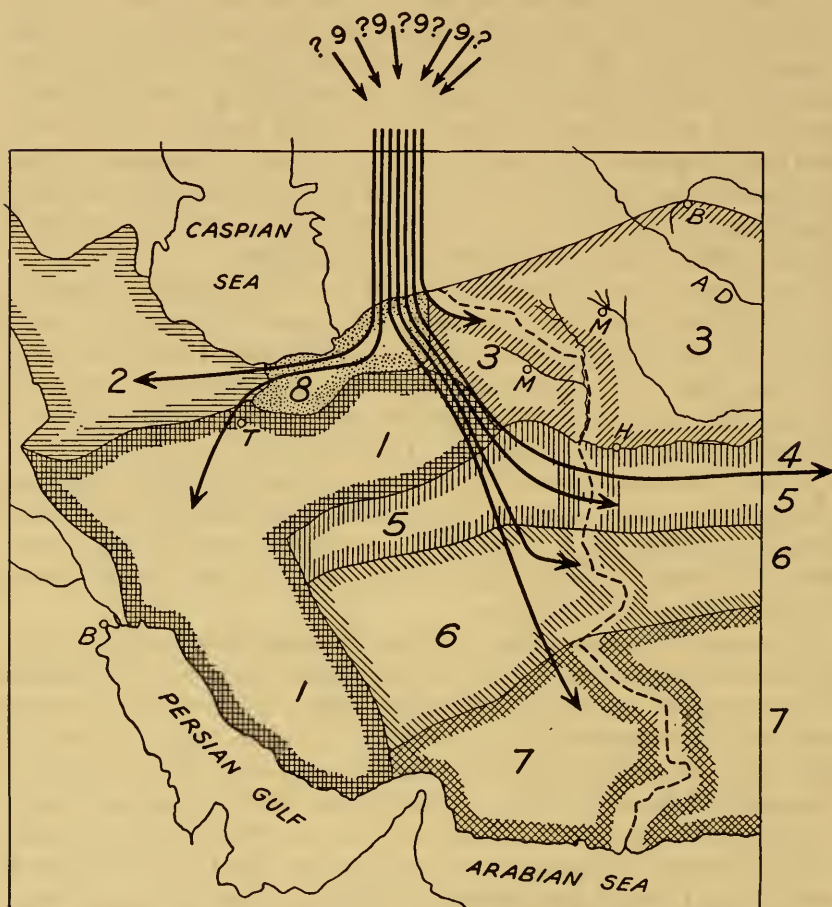 ? 9 ? 9 ? 9 ? 9 ?
CASPIAN
SEA
B
A D
3
M
3
M
2
8
T
1
H
4
5
5
6
6
B
1
7
7
PERSIAN
GULF
ARABIAN SEA